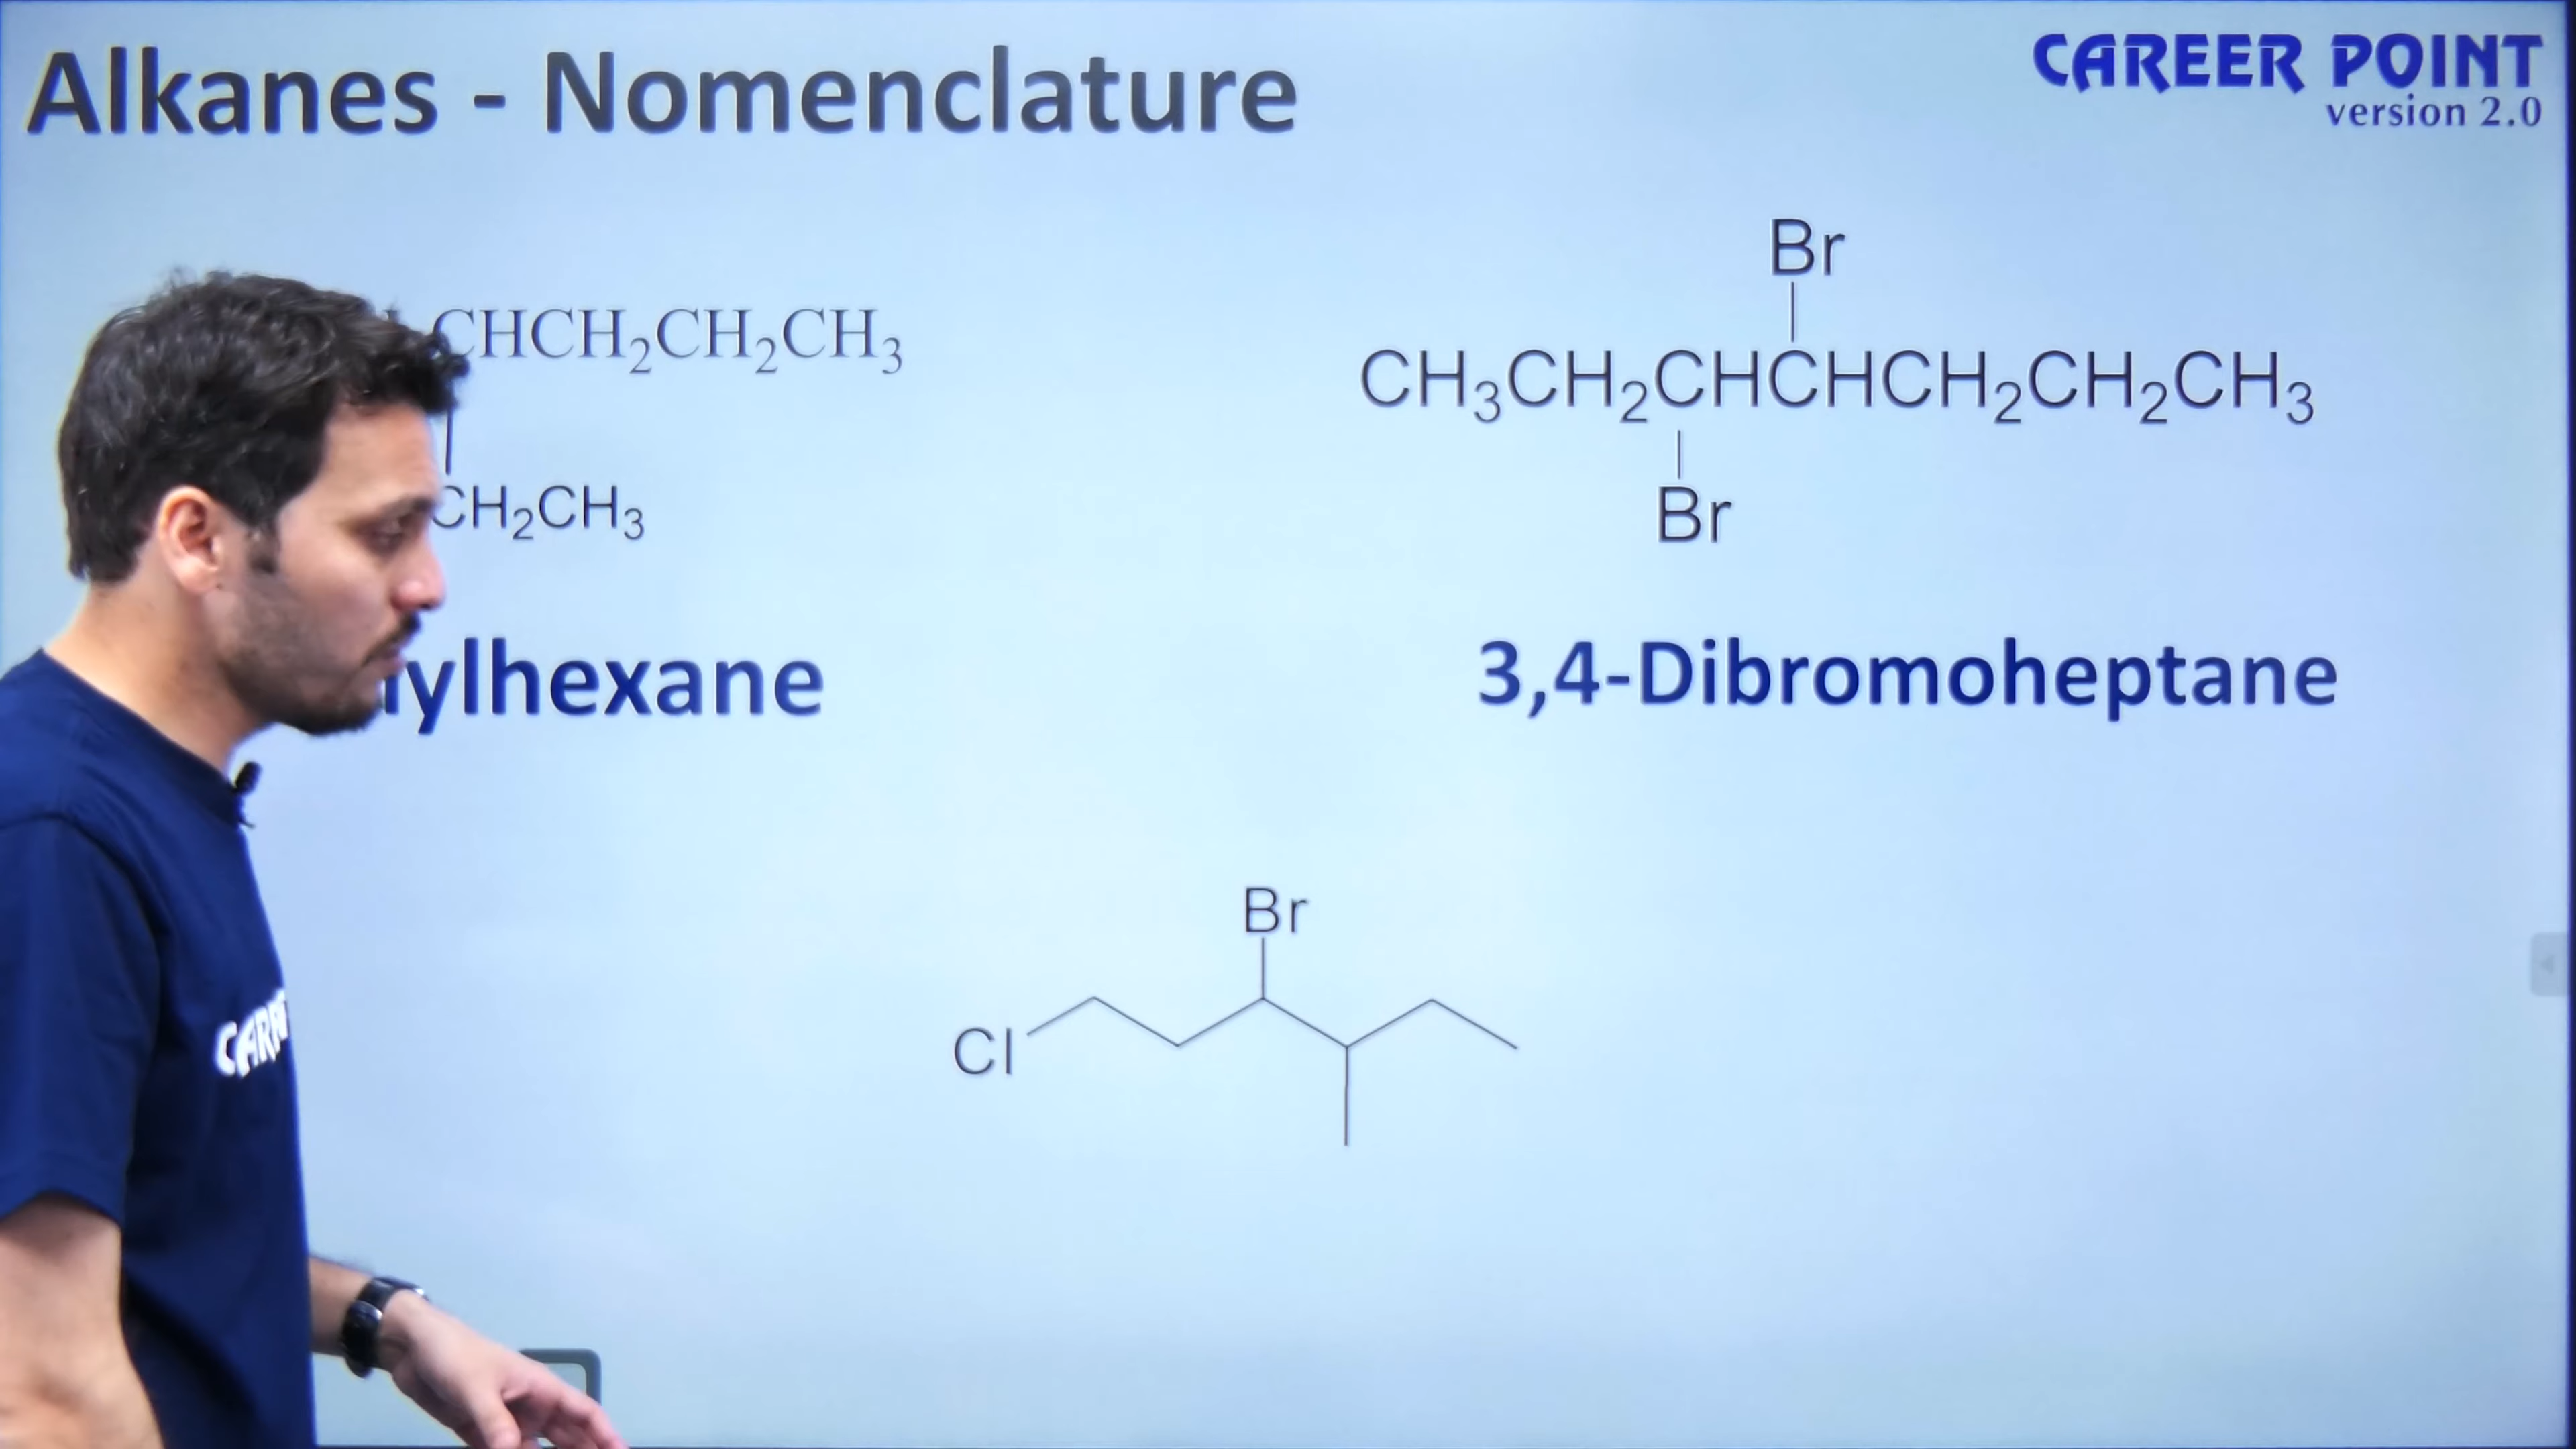 Alkanes - Nomenclature
CAREER POINT
version 2.0
CHCH₂CH₂CH₃
CH₂CH₃
ylhexane
Br
CH₃CH₂CHCHCH₂CH₂CH₃
Br
3,4-Dibromoheptane
Br
Cl